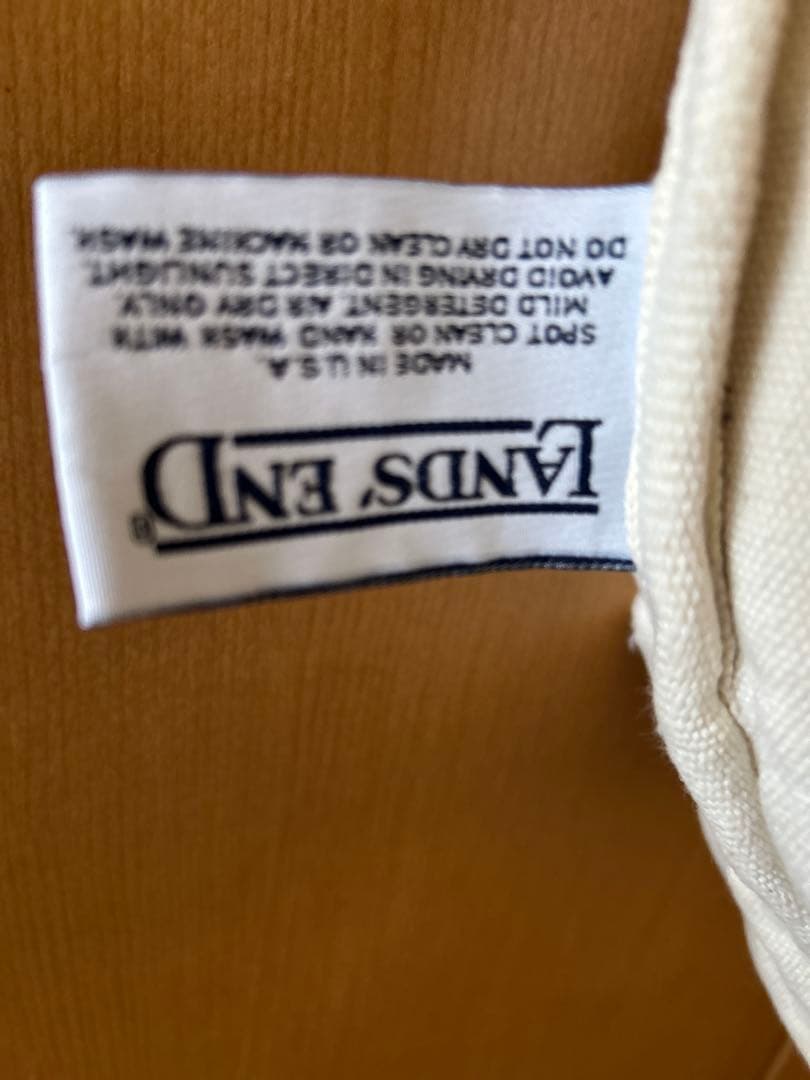 LANDS' END®
MADE IN U.S.A.
SPOT CLEAN OR HAND WASH WITH
MILD DETERGENT. AIR DRY ONLY.
AVOID DRYING IN DIRECT SUNLIGHT.
DO NOT DRY CLEAN OR MACHINE WASH